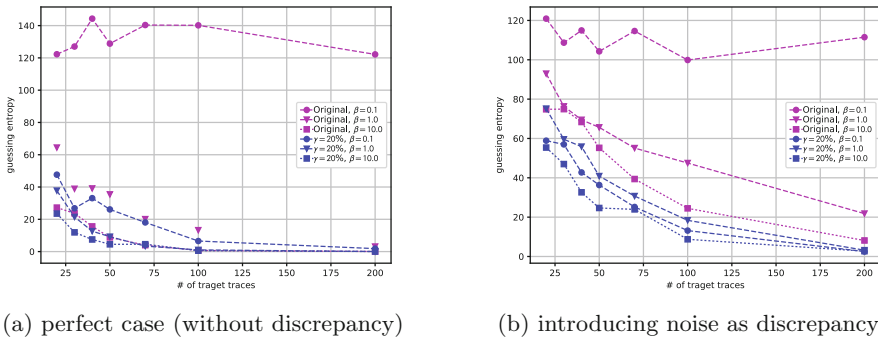 140
120
100
80
60
40
20
0
guessing entropy
Original, β = 0.1
Original, β = 1.0
Original, β = 10.0
γ = 20%, β = 0.1
γ = 20%, β = 1.0
γ = 20%, β = 10.0
25 50 75 100 125 150 175 200
# of traget traces
(a) perfect case (without discrepancy)
120
100
80
60
40
20
0
guessing entropy
Original, β = 0.1
Original, β = 1.0
Original, β = 10.0
γ = 20%, β = 0.1
γ = 20%, β = 1.0
γ = 20%, β = 10.0
25 50 75 100 125 150 175 200
# of traget traces
(b) introducing noise as discrepancy